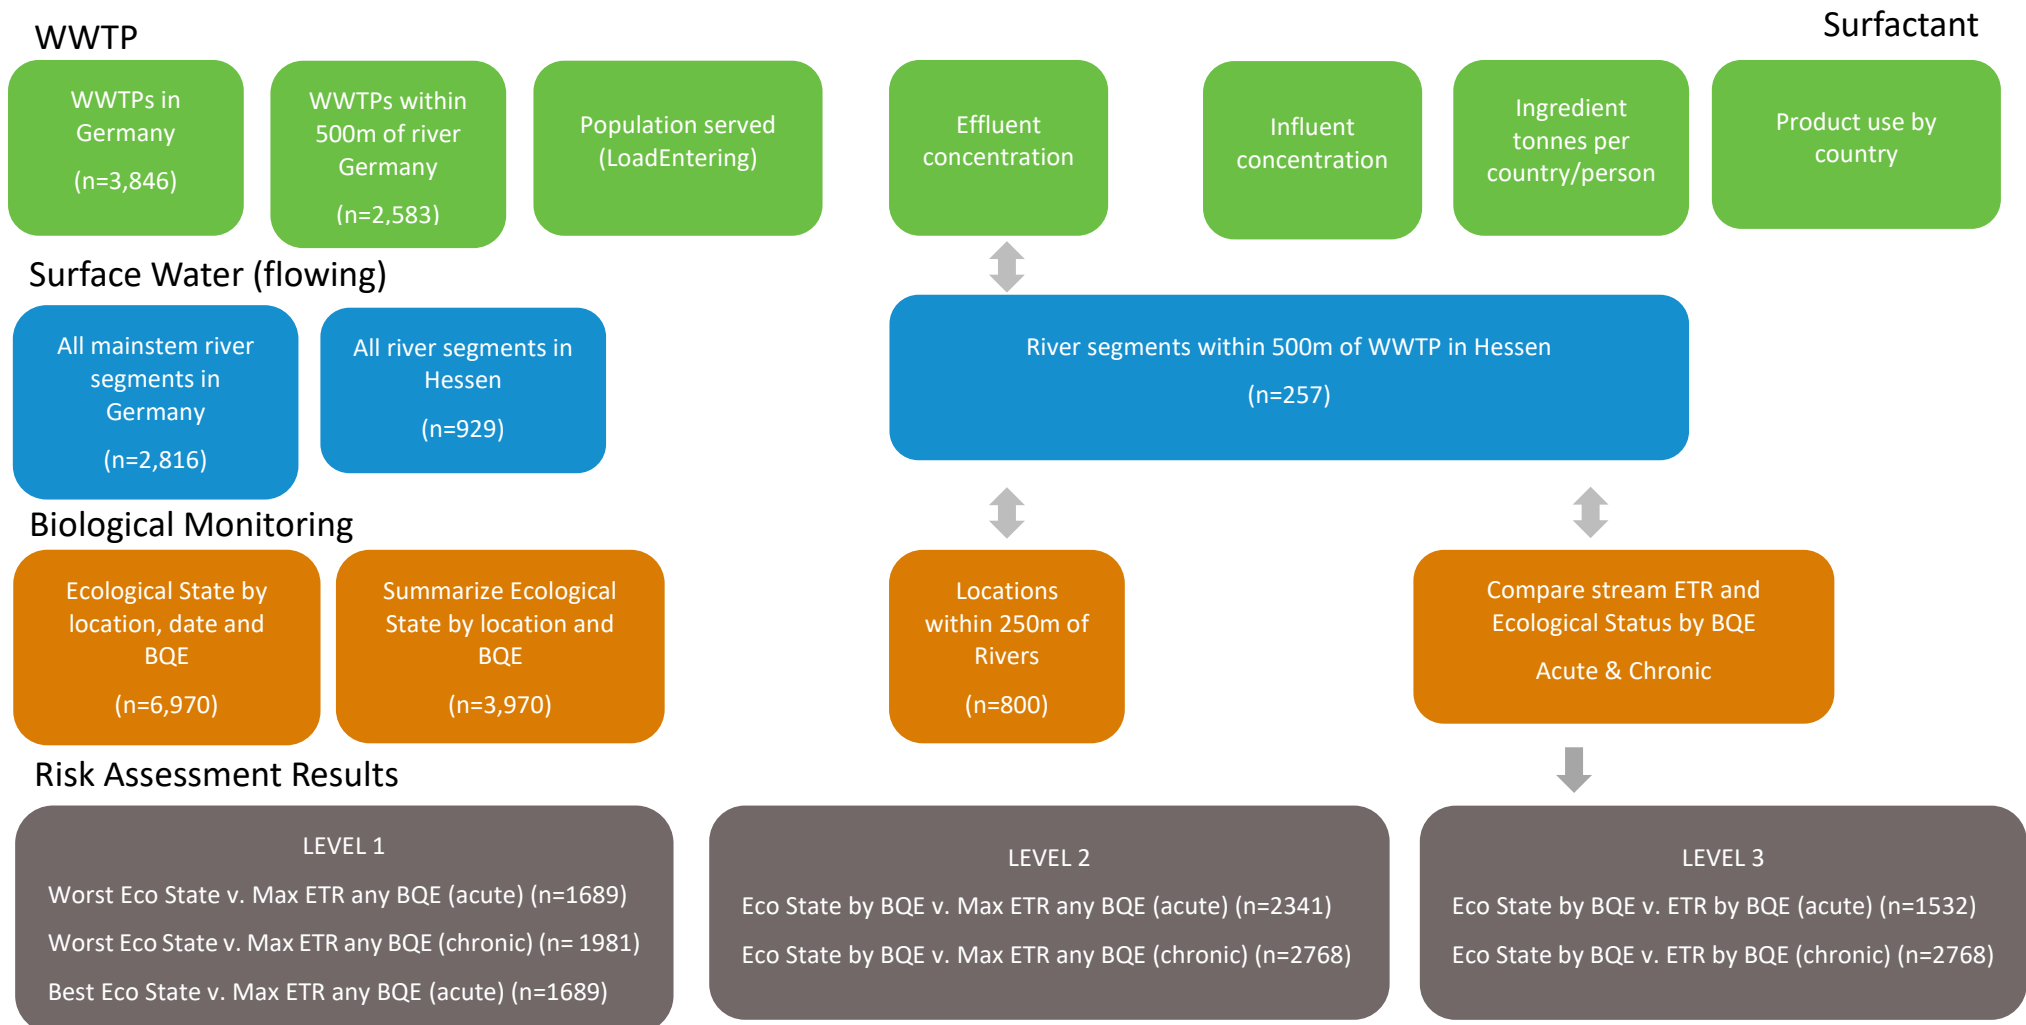 WWTP
Surfactant
WWTPs in
Germany
(n=3,846)
WWTPs within
500m of river
Germany
(n=2,583)
Population served
(LoadEntering)
Effluent
concentration
Influent
concentration
Ingredient
tonnes per
country/person
Product use by
country
Surface Water (flowing)
All mainstem river
segments in
Germany
(n=2,816)
All river segments in
Hessen
(n=929)
River segments within 500m of WWTP in Hessen
(n=257)
Biological Monitoring
Ecological State by
location, date and
BQE
(n=6,970)
Summarize Ecological
State by location and
BQE
(n=3,970)
Locations
within 250m of
Rivers
(n=800)
Compare stream ETR and
Ecological Status by BQE
Acute & Chronic
Risk Assessment Results
LEVEL 1
Worst Eco State v. Max ETR any BQE (acute) (n=1689)
Worst Eco State v. Max ETR any BQE (chronic) (n= 1981)
Best Eco State v. Max ETR any BQE (acute) (n=1689)
LEVEL 2
Eco State by BQE v. Max ETR any BQE (acute) (n=2341)
Eco State by BQE v. Max ETR any BQE (chronic) (n=2768)
LEVEL 3
Eco State by BQE v. ETR by BQE (acute) (n=1532)
Eco State by BQE v. ETR by BQE (chronic) (n=2768)